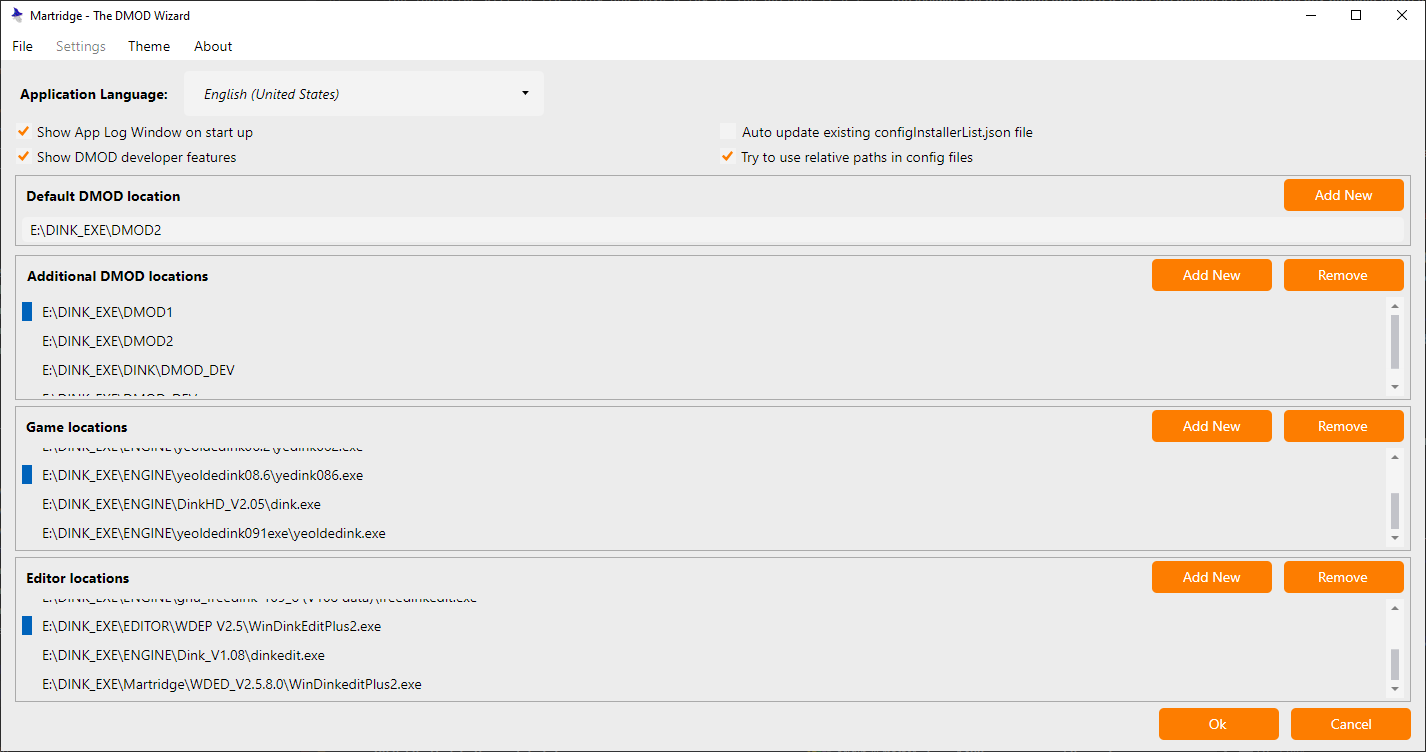 Martridge - The DMOD Wizard
File Settings Theme About
Application Language: English (United States)
Show App Log Window on start up
Auto update existing configInstallerList.json file
Show DMOD developer features
Try to use relative paths in config files
Default DMOD location
Add New
E:\DINK_EXE\DMOD2
Additional DMOD locations
Add New Remove
E:\DINK_EXE\DMOD1
E:\DINK_EXE\DMOD2
E:\DINK_EXE\DINK\DMOD_DEV
Game locations
Add New Remove
E:\DINK_EXE\ENGINE\yeoldedink08.6\yedink086.exe
E:\DINK_EXE\ENGINE\DinkHD_V2.05\dink.exe
E:\DINK_EXE\ENGINE\yeoldedink091exe\yeoldedink.exe
Editor locations
Add New Remove
E:\DINK_EXE\EDITOR\WDEP V2.5\WinDinkEditPlus2.exe
E:\DINK_EXE\ENGINE\Dink_V1.08\dinkedit.exe
E:\DINK_EXE\Martridge\WDED_V2.5.8.0\WinDinkeditPlus2.exe
Ok Cancel